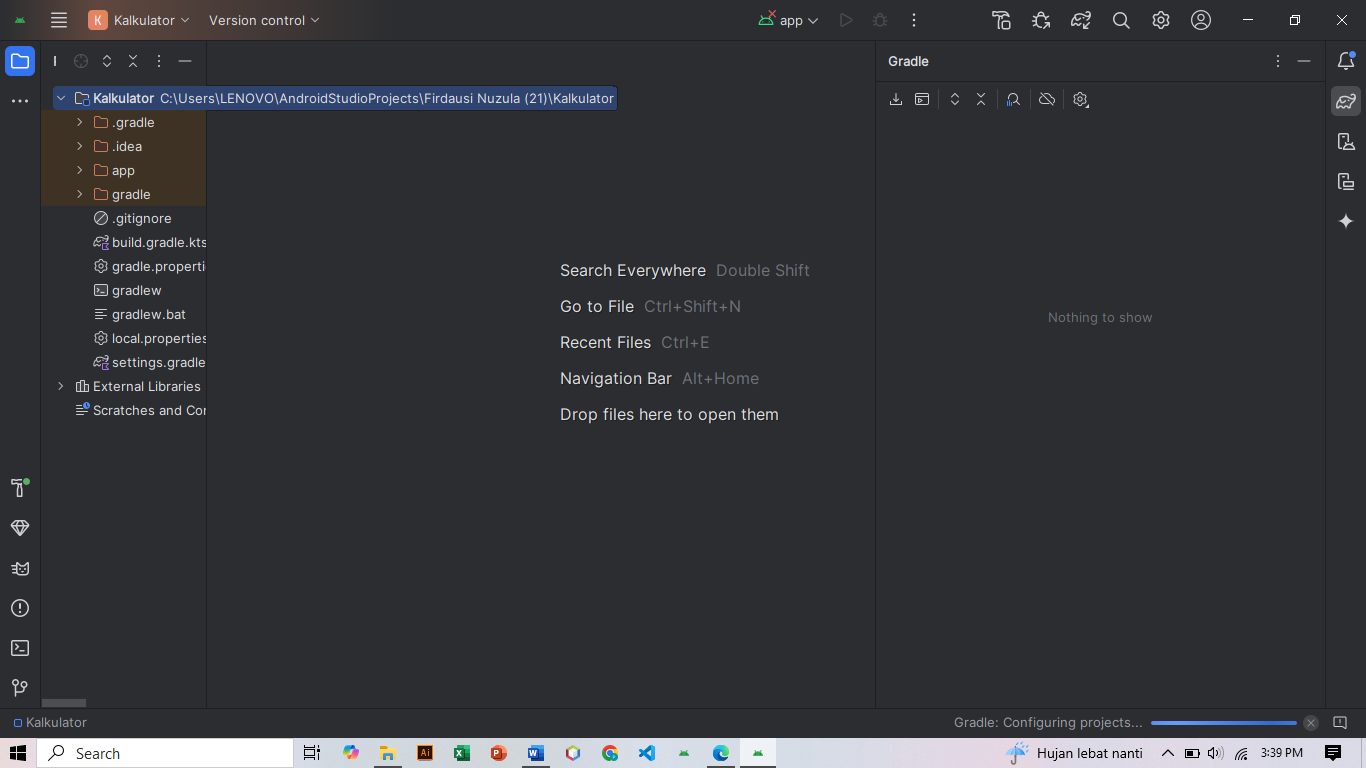 K Kalkulator Version control app
Gradle
Kalkulator C:\Users\LENOVO\AndroidStudioProjects\Firdausi Nuzula (21)\Kalkulator
.gradle
.idea
app
gradle
.gitignore
build.gradle.kts
gradle.properti
gradlew
gradlew.bat
local.properties
settings.gradle
External Libraries
Scratches and Con
Search Everywhere Double Shift
Go to File Ctrl+Shift+N
Recent Files Ctrl+E
Navigation Bar Alt+Home
Drop files here to open them
Nothing to show
Kalkulator Gradle: Configuring projects...
Search Hujan lebat nanti 3:39 PM